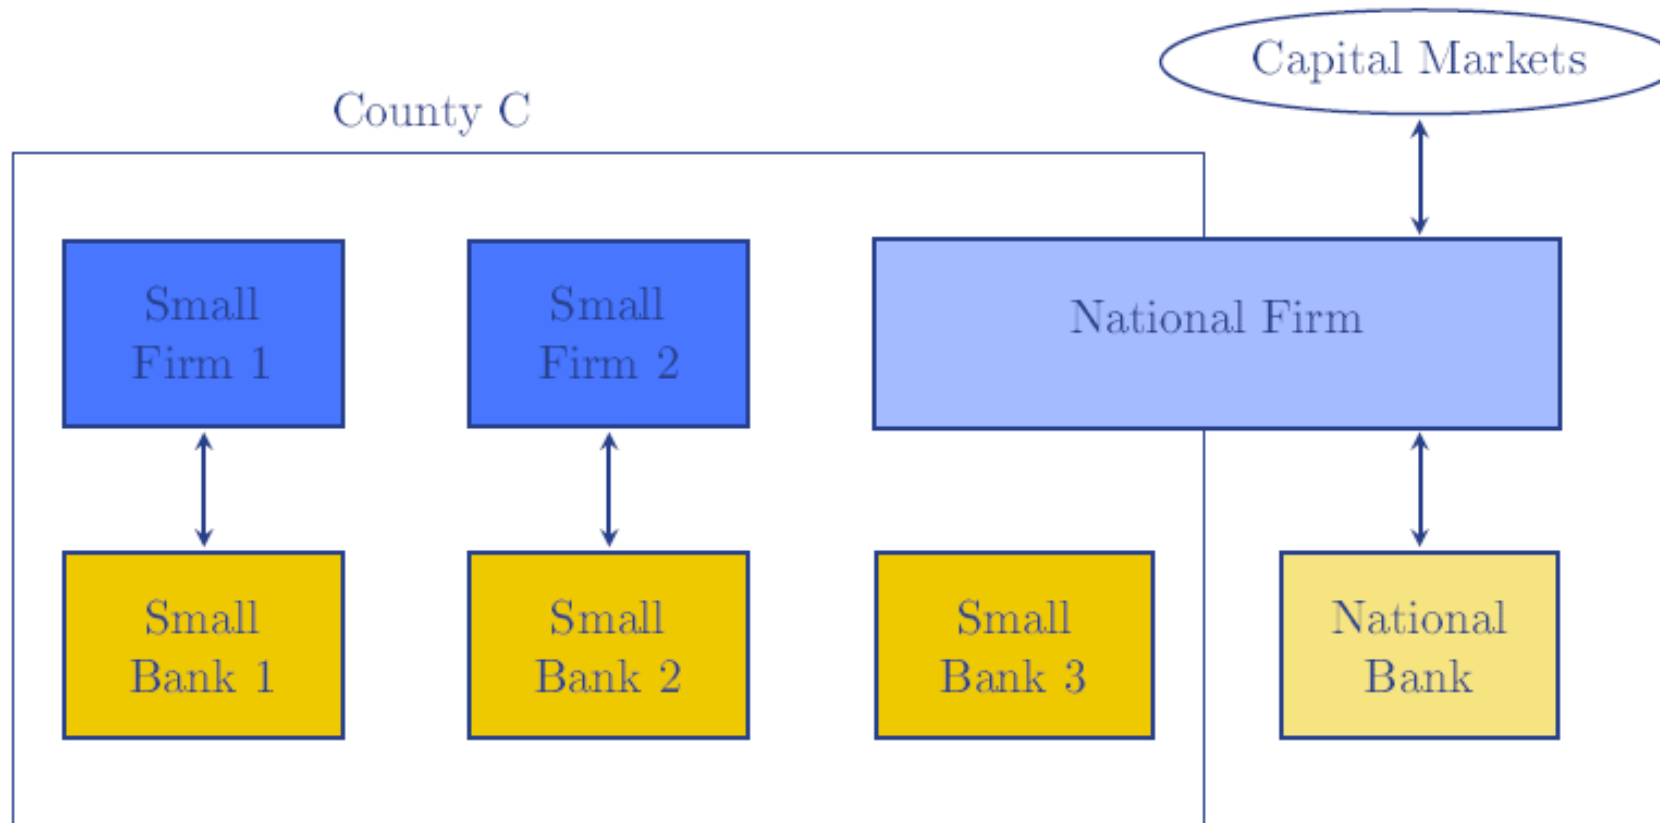 Capital Markets
County C
Small
Firm 1
Small
Firm 2
National Firm
Small
Bank 1
Small
Bank 2
Small
Bank 3
National
Bank